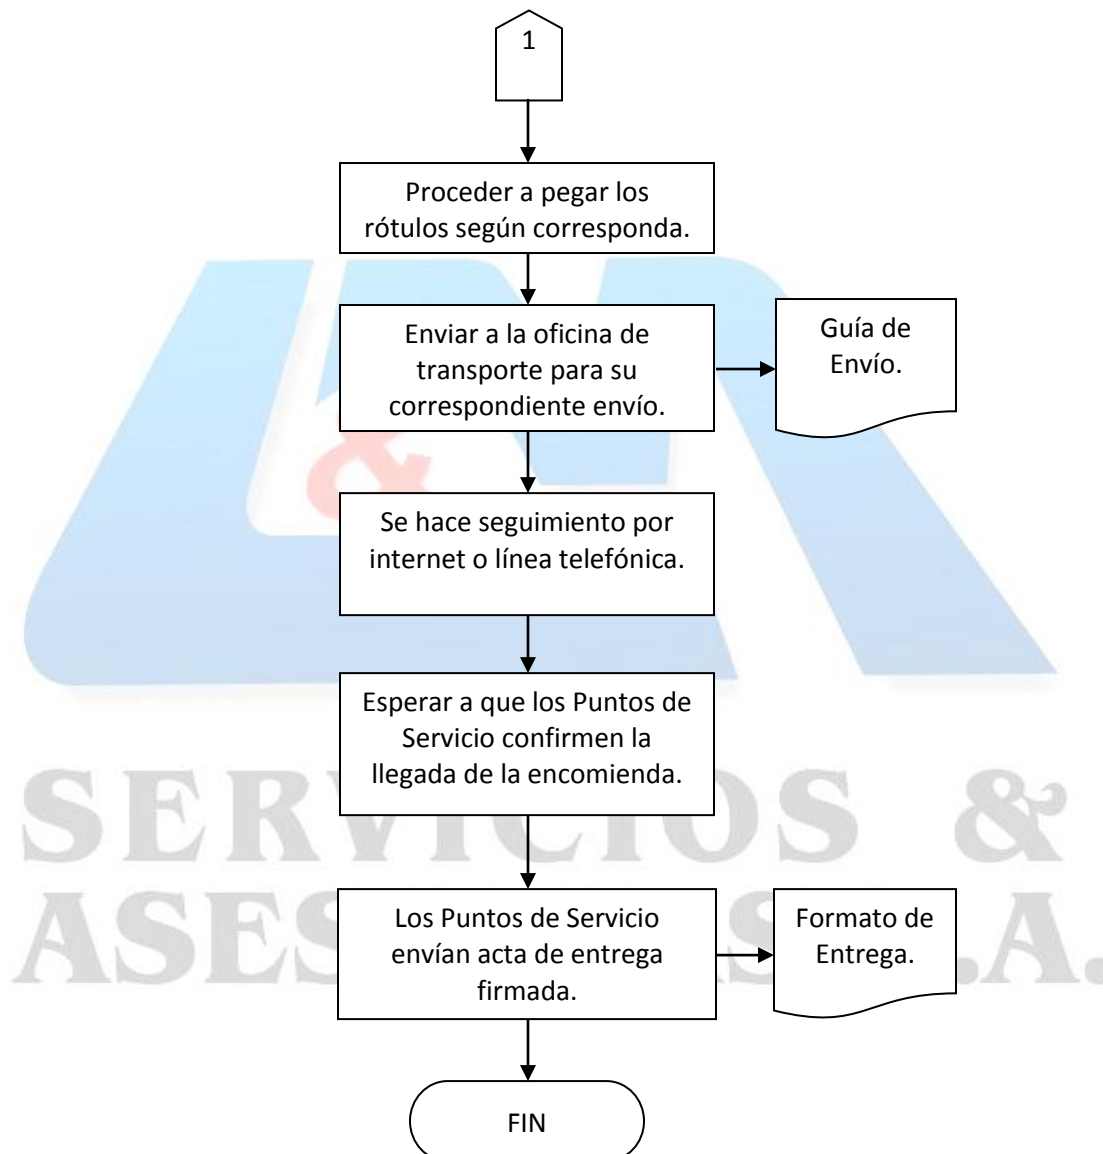 1
Proceder a pegar los
rótulos según corresponda.
Enviar a la oficina de
transporte para su
correspondiente envío.
Guía de
Envío.
Se hace seguimiento por
internet o línea telefónica.
Esperar a que los Puntos de
Servicio confirmen la
llegada de la encomienda.
Los Puntos de Servicio
envían acta de entrega
firmada.
Formato de
Entrega.
FIN
L&R
SERVICIOS &